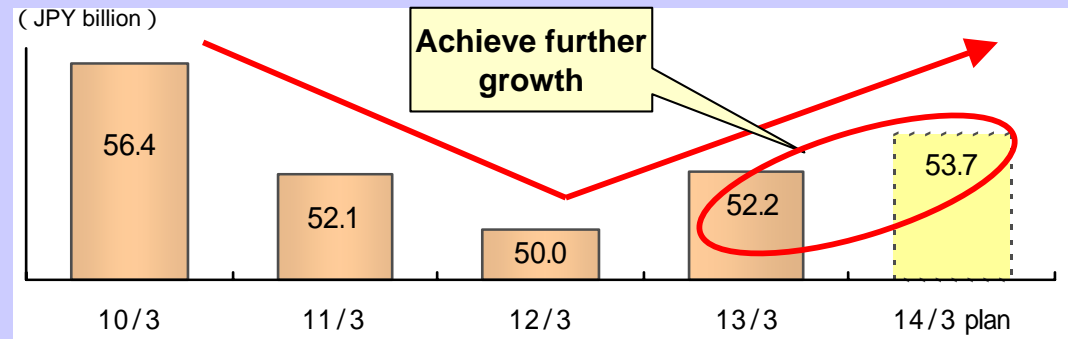 ( JPY billion )
Achieve further
growth
56.4
52.1
50.0
52.2
53.7
10/3
11/3
12/3
13/3
14/3 plan